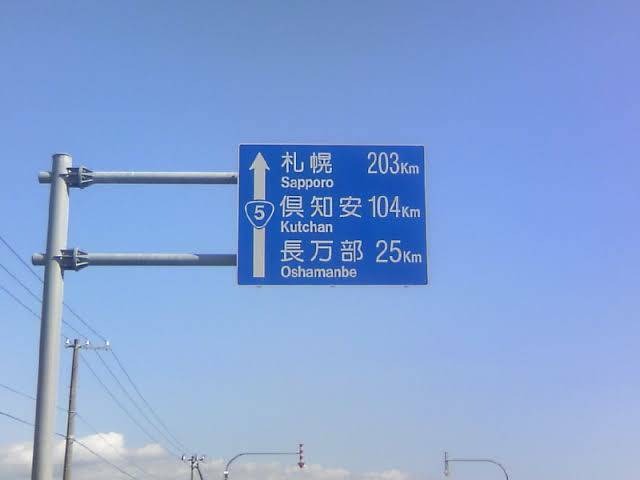 札幌 203Km
Sapporo
5
倶知安 104Km
Kutchan
長万部 25Km
Oshamanbe